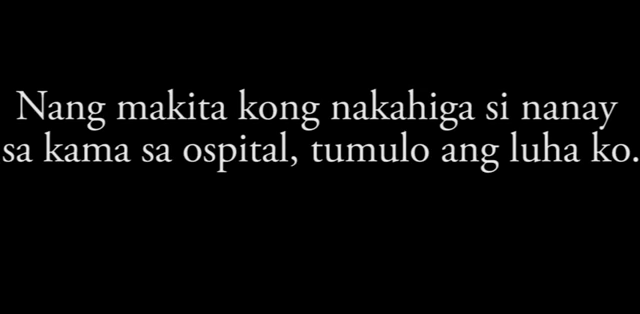 Nang makita kong nakahiga si nanay
sa kama sa ospital, tumulo ang luha ko.